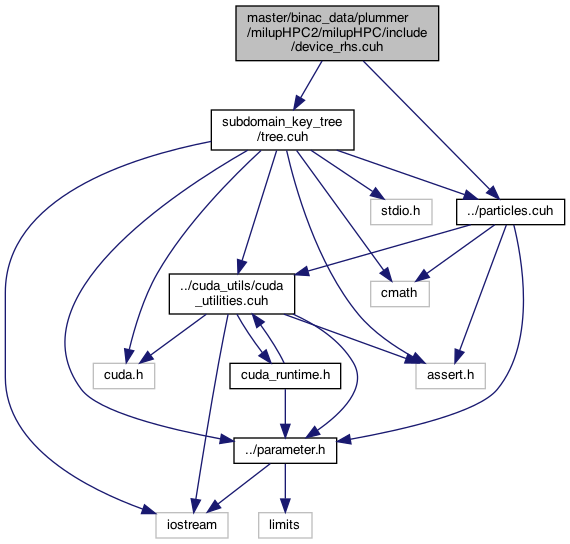 master/binac_data/plummer
/milupHPC2/milupHPC/include
/device_rhs.cuh
subdomain_key_tree
/tree.cuh
stdio.h
../particles.cuh
../cuda_utils/cuda
_utilities.cuh
cmath
cuda.h
cuda_runtime.h
assert.h
../parameter.h
iostream
limits